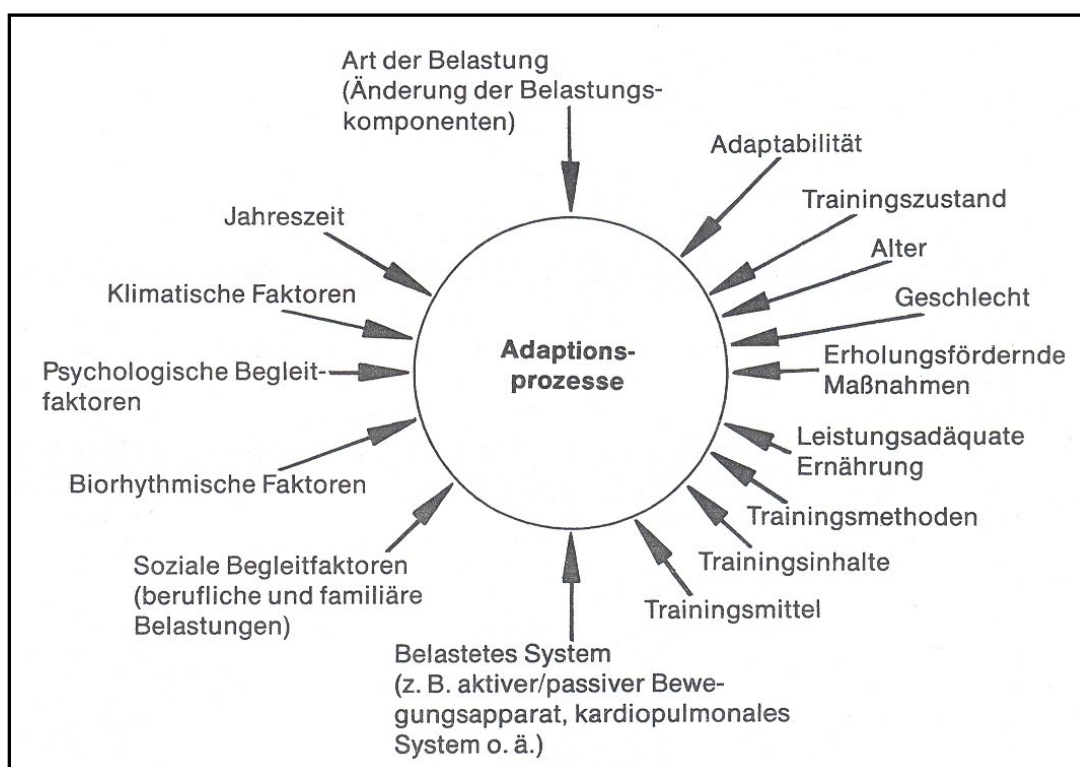 Art der Belastung
(Änderung der Belastungs-
komponenten)
Adaptabilität
Trainingszustand
Alter
Geschlecht
Erholungsfördernde
Maßnahmen
Leistungsadäquate
Ernährung
Trainingsmethoden
Trainingsinhalte
Trainingsmittel
Belastetes System
(z. B. aktiver/passiver Bewe-
gungsapparat, kardiopulmonales
System o. ä.)
Soziale Begleitfaktoren
(berufliche und familiäre
Belastungen)
Biorhythmische Faktoren
Psychologische Begleit-
faktoren
Klimatische Faktoren
Jahreszeit
Adaptions-
prozesse